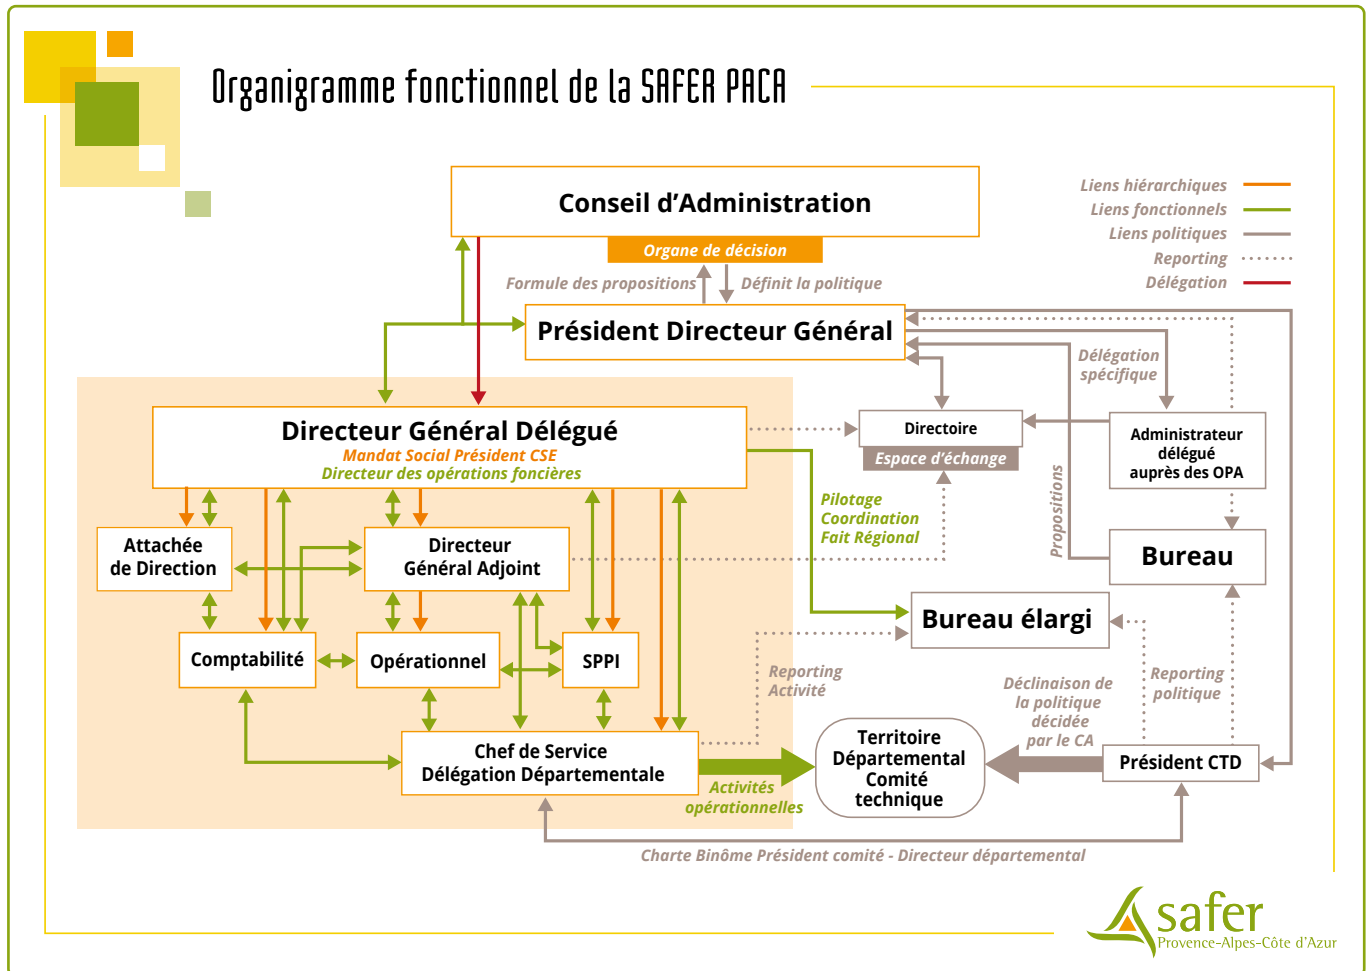 Organigramme fonctionnel de la SAFER PACA
Conseil d'Administration
Organe de décision
Liens hiérarchiques
Liens fonctionnels
Liens politiques
Reporting
Délégation
Formule des propositions
Définit la politique
Président Directeur Général
Délégation
spécifique
Directeur Général Délégué
Mandat Social Président CSE
Directeur des opérations foncières
Directoire
Espace d'échange
Administrateur
délégué
auprès des OPA
Pilotage
Coordination
Fait Régional
Propositions
Attachée
de Direction
Directeur
Général Adjoint
Bureau
Bureau élargi
Comptabilité
Opérationnel
SPPI
Reporting
Activité
Déclinaison de
la politique
décidée
par le CA
Reporting
politique
Chef de Service
Délégation Départementale
Activités
opérationnelles
Territoire
Départemental
Comité
technique
Président CTD
Charte Binôme Président comité - Directeur départemental
safer
Provence-Alpes-Côte d'Azur